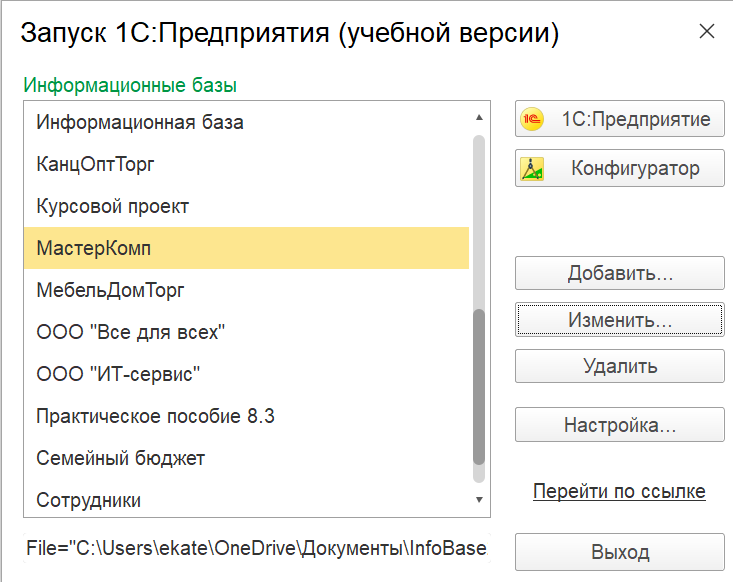 Запуск 1С:Предприятия (учебной версии)
Информационные базы
Информационная база
КанцОптТорг
Курсовой проект
МастерКомп
МебельДомТорг
ООО "Все для всех"
ООО "ИТ-сервис"
Практическое пособие 8.3
Семейный бюджет
Сотрудники
File="C:\Users\ekate\OneDrive\Документы\InfoBase
1С:Предприятие
Конфигуратор
Добавить...
Изменить...
Удалить
Настройка...
Перейти по ссылке
Выход